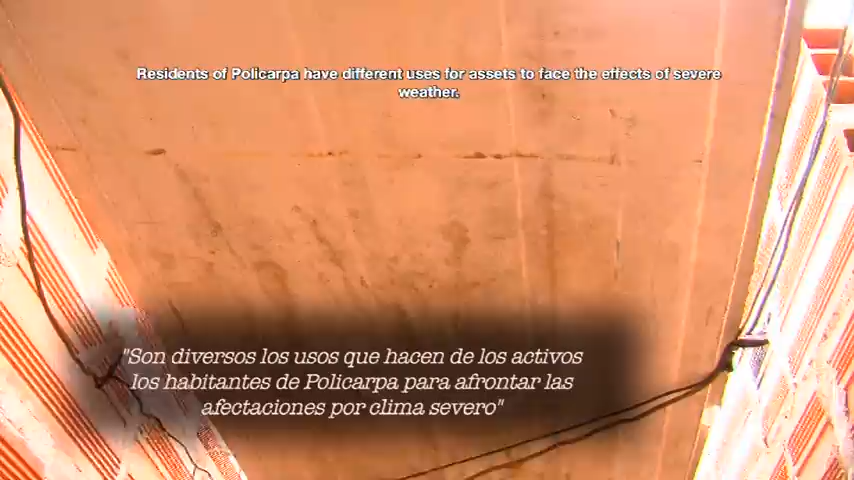 Residents of Policarpa have different uses for assets to face the effects of severe
weather.
"Son diversos los usos que hacen de los activos
los habitantes de Policarpa para afrontar las
afectaciones por clima severo"